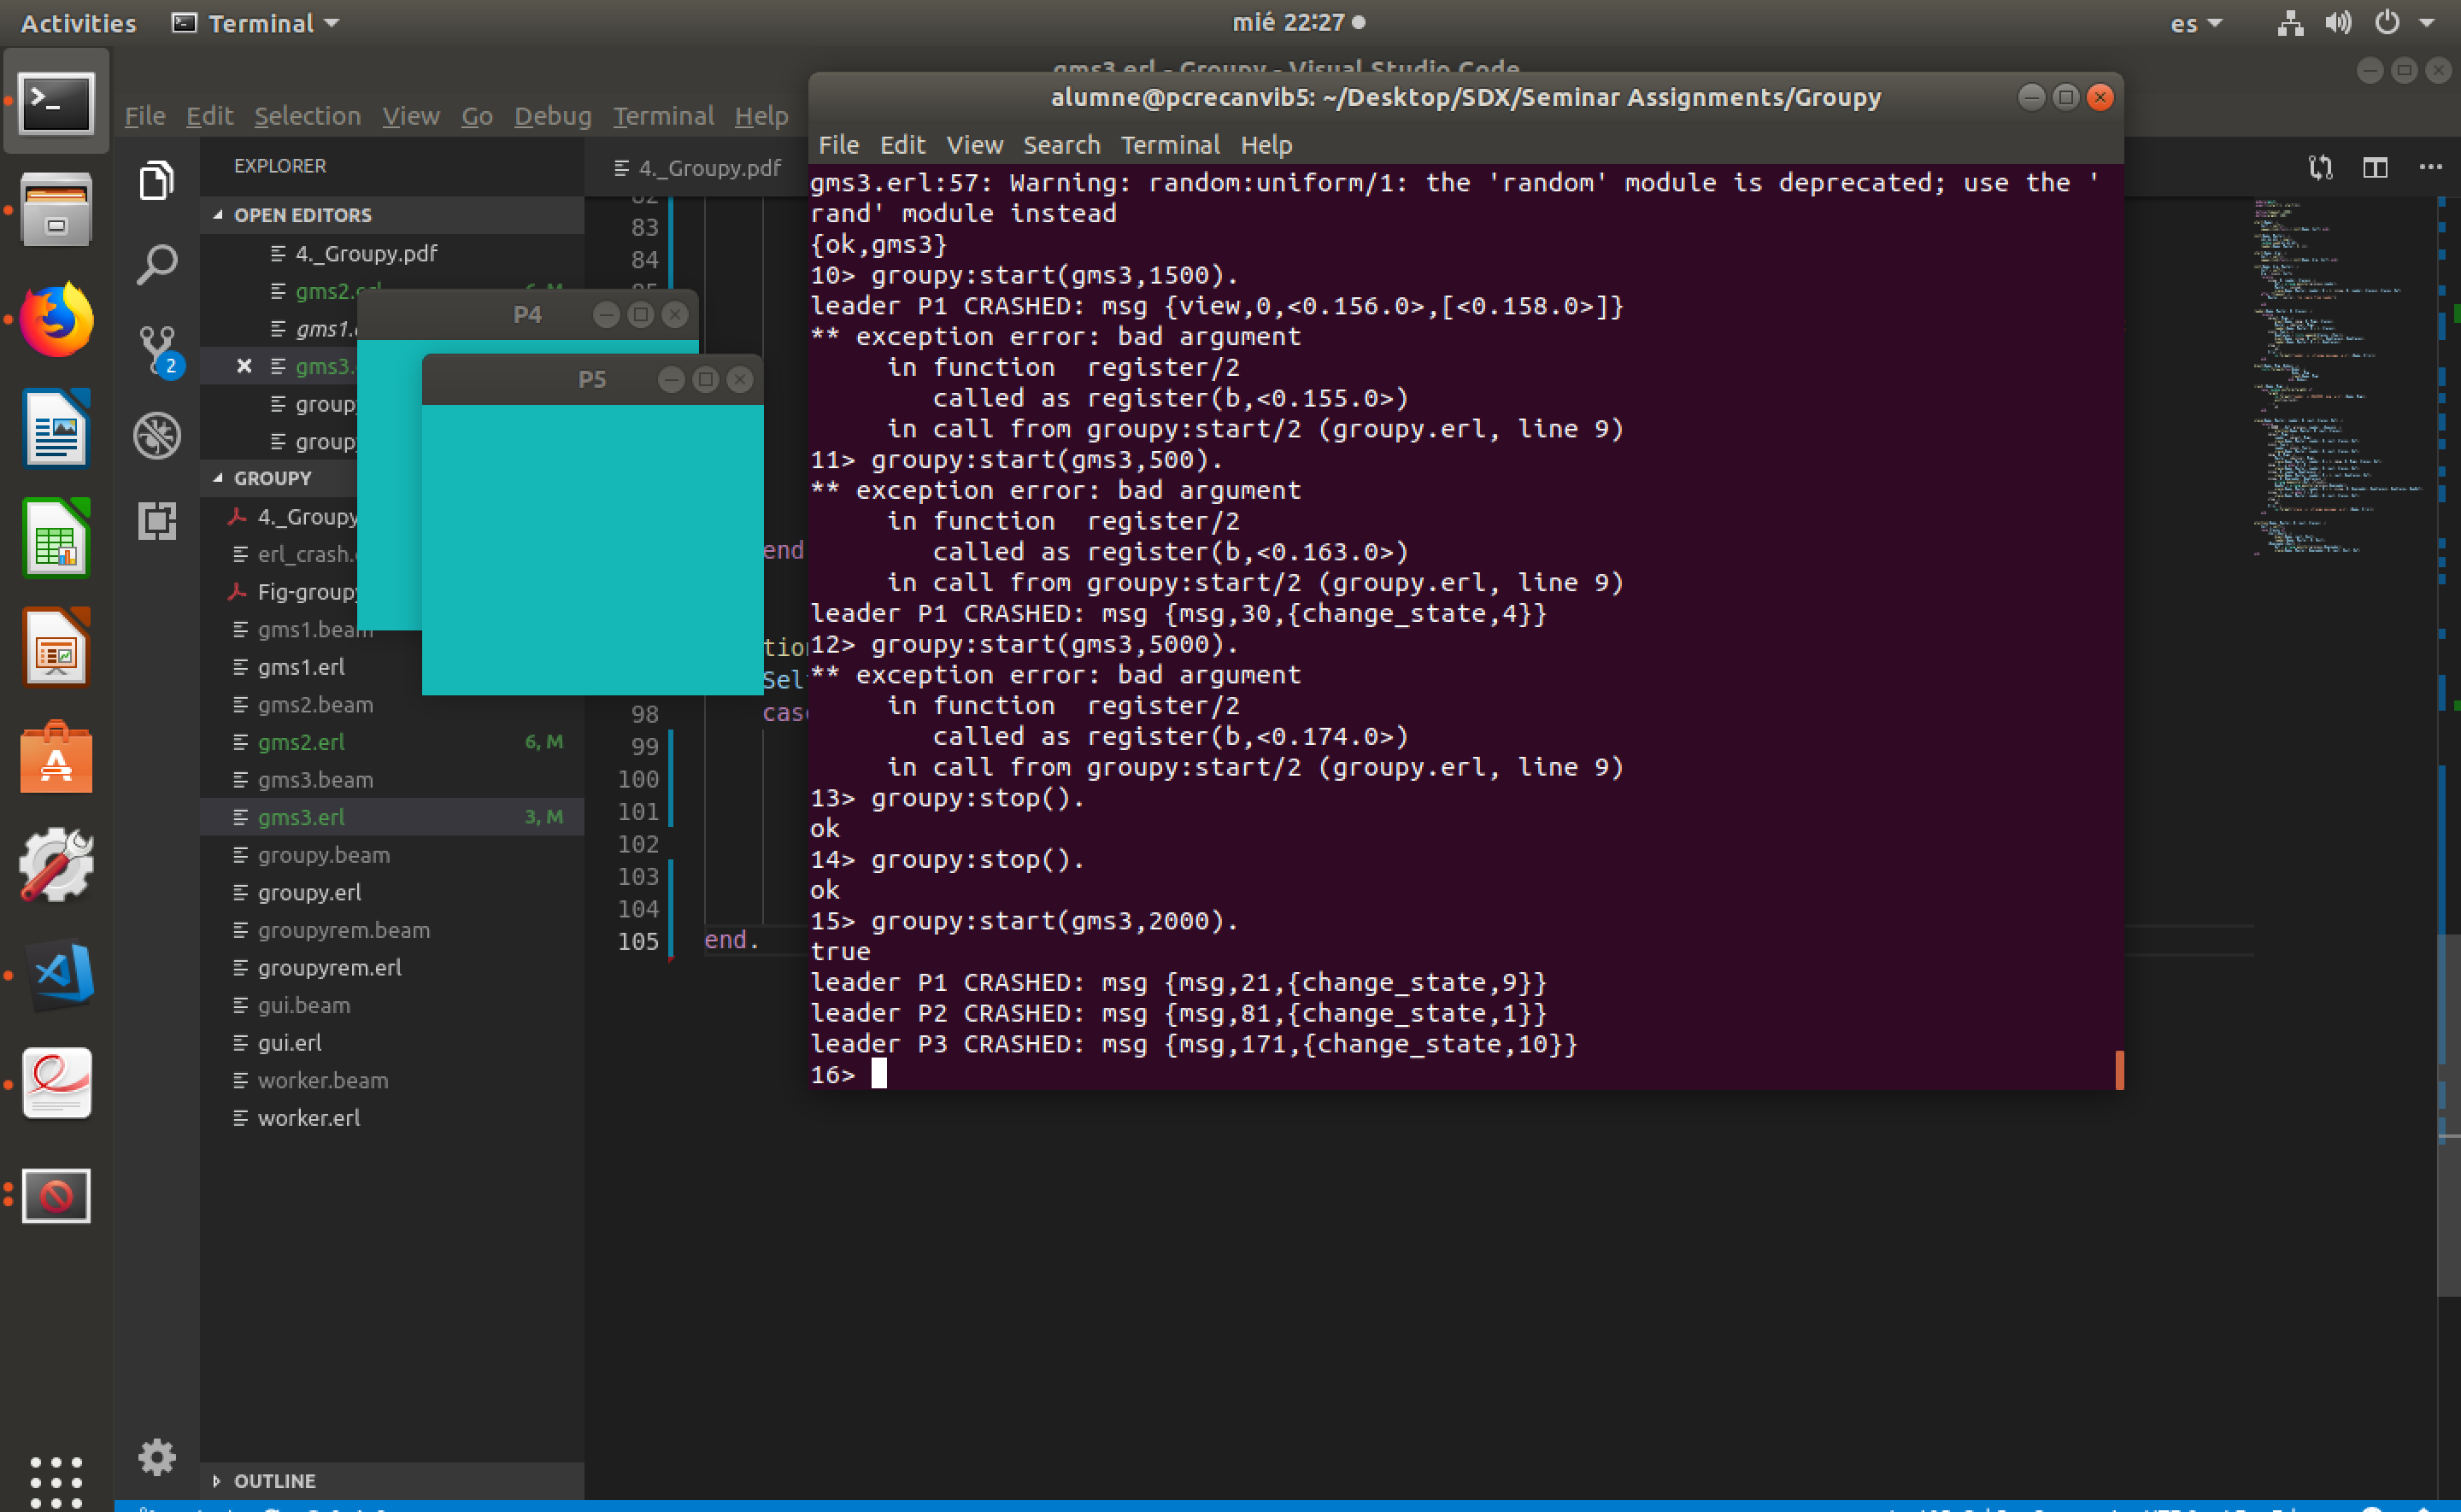 Activities
Terminal
mié 22:27
es
gms3.erl - Groupy - Visual Studio Code
File Edit Selection View Go Debug Terminal Help
EXPLORER
OPEN EDITORS
4._Groupy.pdf
gms2.erl 6, M
gms1.
gms3.
group
group
GROUPY
4._Groupy
erl_crash.
Fig-group
gms1.beam
gms1.erl
gms2.beam
gms2.erl 6, M
gms3.beam
gms3.erl 3, M
groupy.beam
groupy.erl
groupyrem.beam
groupyrem.erl
gui.beam
gui.erl
worker.beam
worker.erl
OUTLINE
2
4._Groupy.pdf
82
83
84
85
end
tion
Sel
98 cas
99
100
101
102
103
104
105 end.
P4
P5
alumne@pcrecanvib5: ~/Desktop/SDX/Seminar Assignments/Groupy
File Edit View Search Terminal Help
gms3.erl:57: Warning: random:uniform/1: the 'random' module is deprecated; use the '
rand' module instead
{ok,gms3}
10> groupy:start(gms3,1500).
leader P1 CRASHED: msg {view,0,<0.156.0>,[<0.158.0>]}
** exception error: bad argument
in function register/2
called as register(b,<0.155.0>)
in call from groupy:start/2 (groupy.erl, line 9)
11> groupy:start(gms3,500).
** exception error: bad argument
in function register/2
called as register(b,<0.163.0>)
in call from groupy:start/2 (groupy.erl, line 9)
leader P1 CRASHED: msg {msg,30,{change_state,4}}
12> groupy:start(gms3,5000).
** exception error: bad argument
in function register/2
called as register(b,<0.174.0>)
in call from groupy:start/2 (groupy.erl, line 9)
13> groupy:stop().
ok
14> groupy:stop().
ok
15> groupy:start(gms3,2000).
true
leader P1 CRASHED: msg {msg,21,{change_state,9}}
leader P2 CRASHED: msg {msg,81,{change_state,1}}
leader P3 CRASHED: msg {msg,171,{change_state,10}}
16>